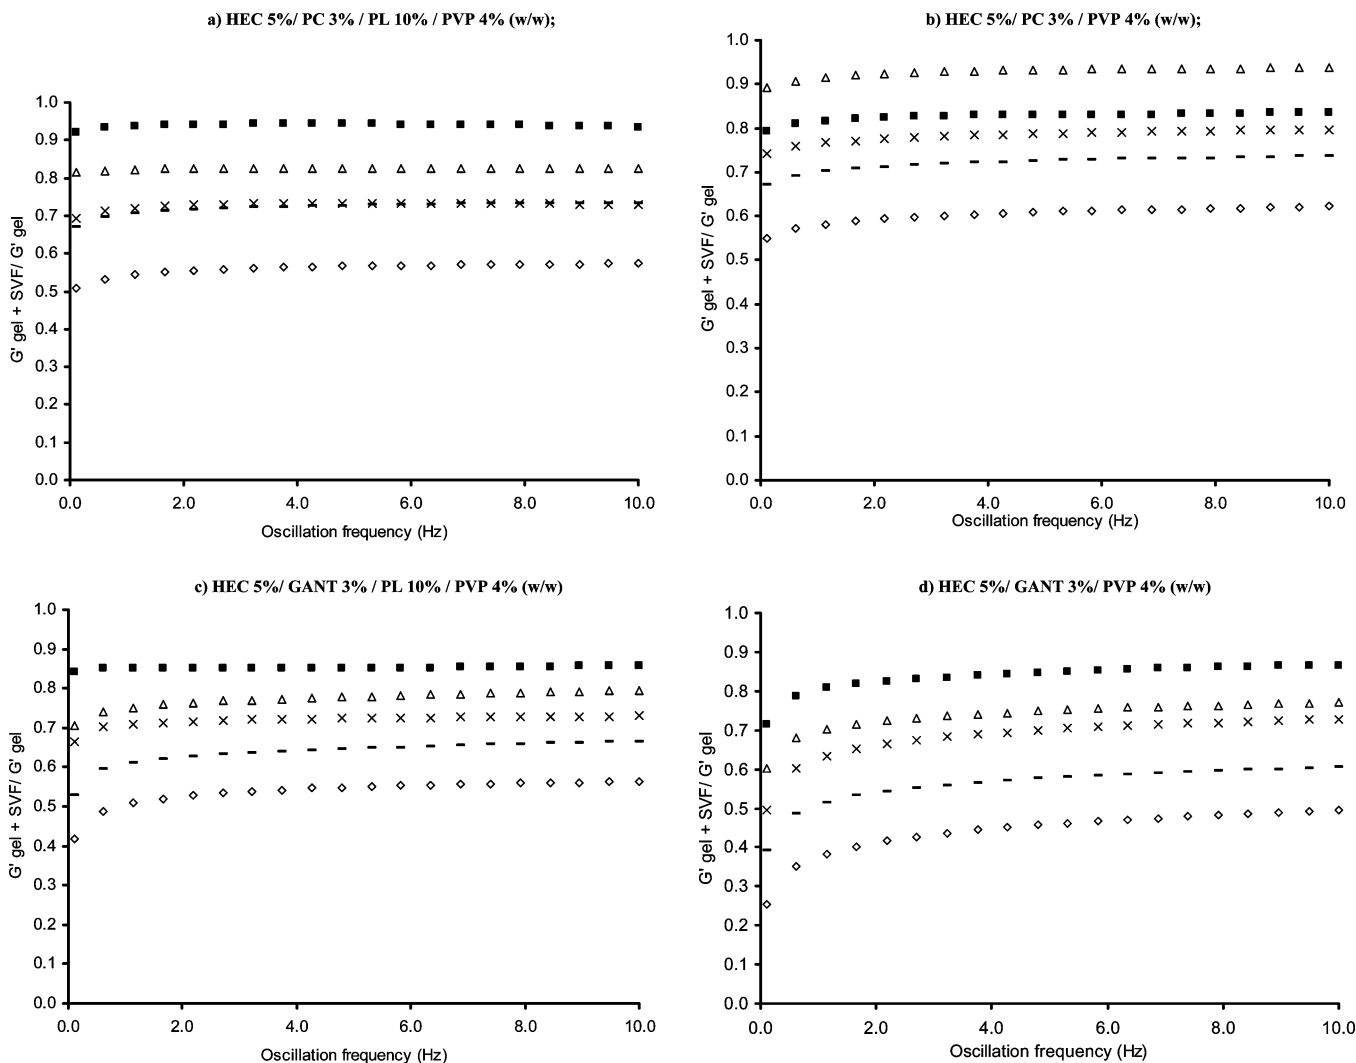 a) HEC 5%/ PC 3% / PL 10% / PVP 4% (w/w);
1.0
0.9
0.8
0.7
0.6
0.5
0.4
0.3
0.2
0.1
0.0
G' gel + SVF/ G' gel
0.0 2.0 4.0 6.0 8.0 10.0
Oscillation frequency (Hz)
b) HEC 5%/ PC 3% / PVP 4% (w/w);
1.0
0.9
0.8
0.7
0.6
0.5
0.4
0.3
0.2
0.1
0.0
G' gel + SVF/ G' gel
0.0 2.0 4.0 6.0 8.0 10.0
Oscillation frequency (Hz)
c) HEC 5%/ GANT 3% / PL 10% / PVP 4% (w/w)
1.0
0.9
0.8
0.7
0.6
0.5
0.4
0.3
0.2
0.1
0.0
G' gel + SVF/ G' gel
0.0 2.0 4.0 6.0 8.0 10.0
Oscillation frequency (Hz)
d) HEC 5%/ GANT 3%/ PVP 4% (w/w)
1.0
0.9
0.8
0.7
0.6
0.5
0.4
0.3
0.2
0.1
0.0
G' gel + SVF/ G' gel
0.0 2.0 4.0 6.0 8.0 10.0
Oscillation frequency (Hz)